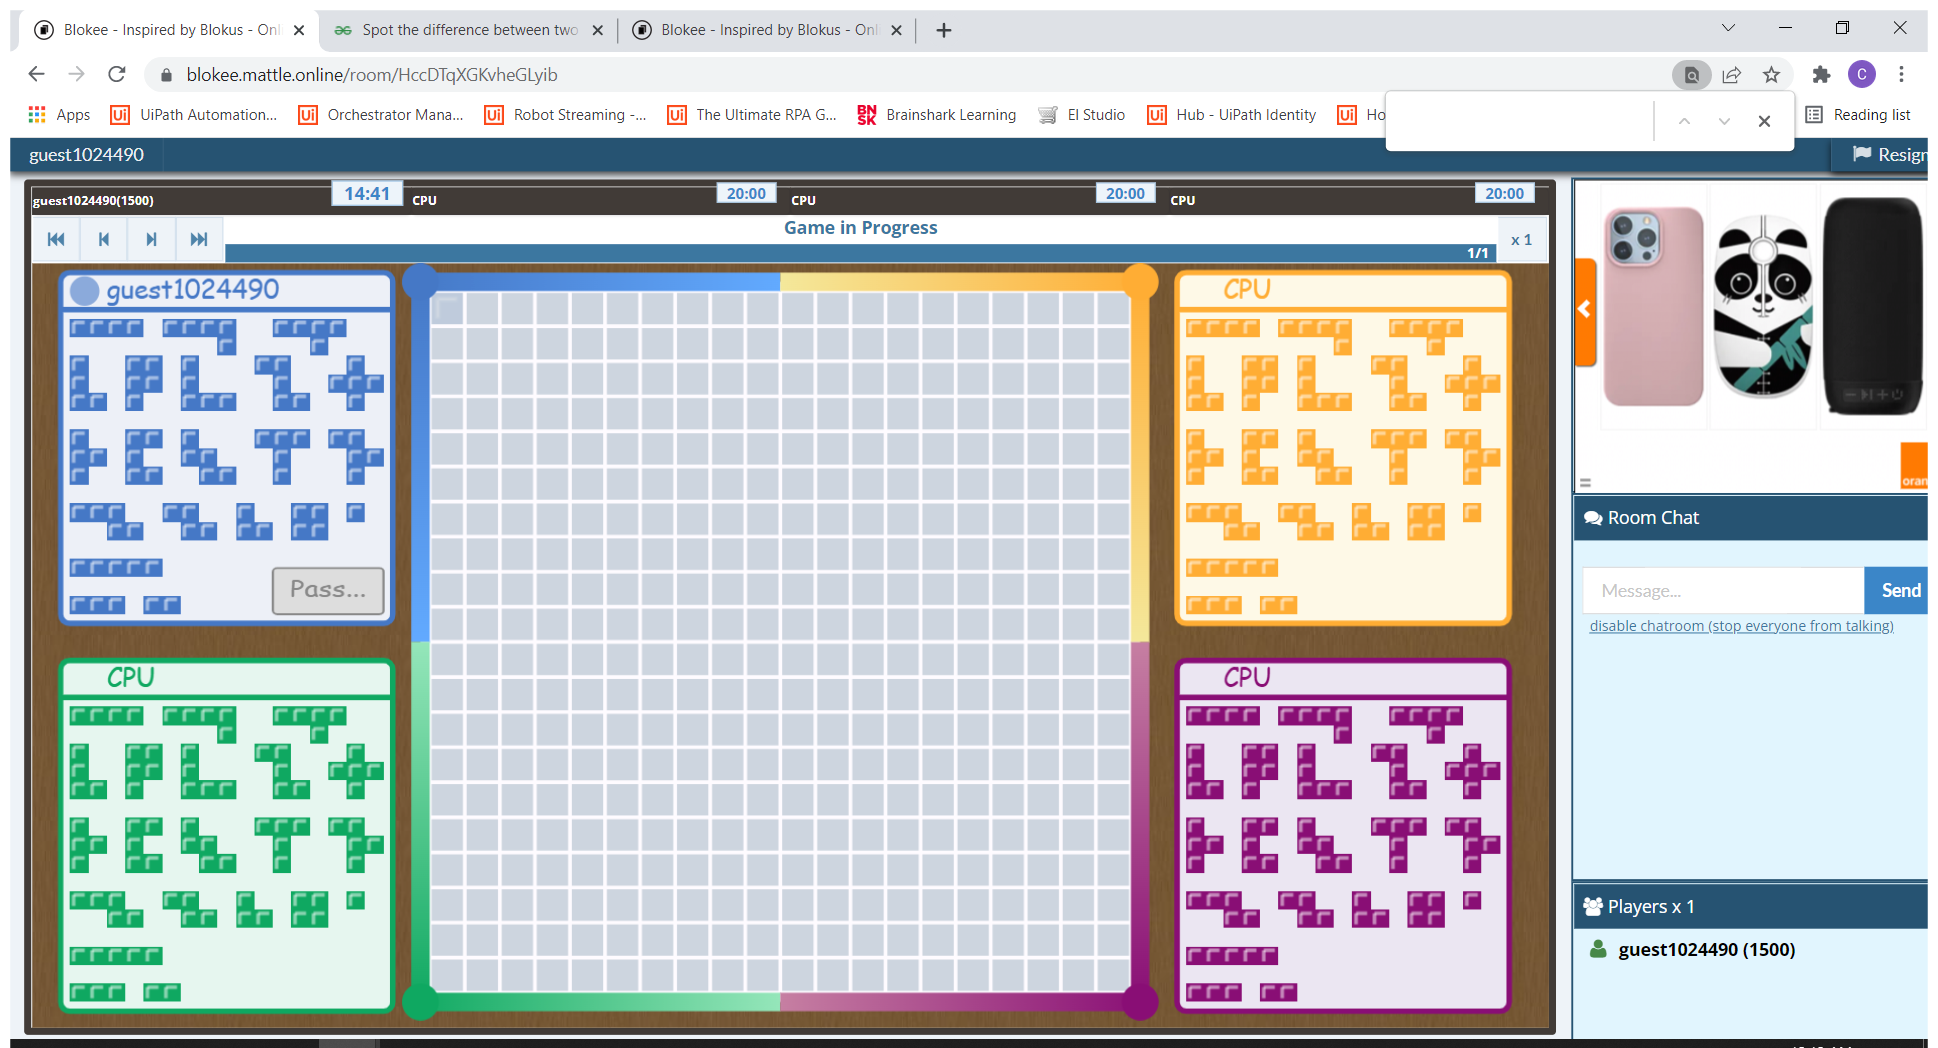 Blokee - Inspired by Blokus - Onl
Spot the difference between two
Blokee - Inspired by Blokus - Onl
blokee.mattle.online/room/HccDTqXGKvheGLyib
C
Apps
UiPath Automation...
Orchestrator Mana...
Robot Streaming -...
The Ultimate RPA G...
BN SK Brainshark Learning
EI Studio
Hub - UiPath Identity
Ho
Reading list
guest1024490
Resign
guest1024490(1500)
14:41
CPU
20:00
CPU
20:00
CPU
20:00
Game in Progress
1/1
x 1
guest1024490
Pass...
CPU
CPU
CPU
oran
Room Chat
Message...
Send
disable chatroom (stop everyone from talking)
Players x 1
guest1024490 (1500)